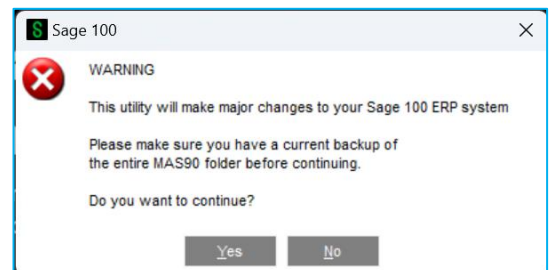 Sage 100
WARNING
This utility will make major changes to your Sage 100 ERP system
Please make sure you have a current backup of
the entire MAS90 folder before continuing.
Do you want to continue?
Yes No